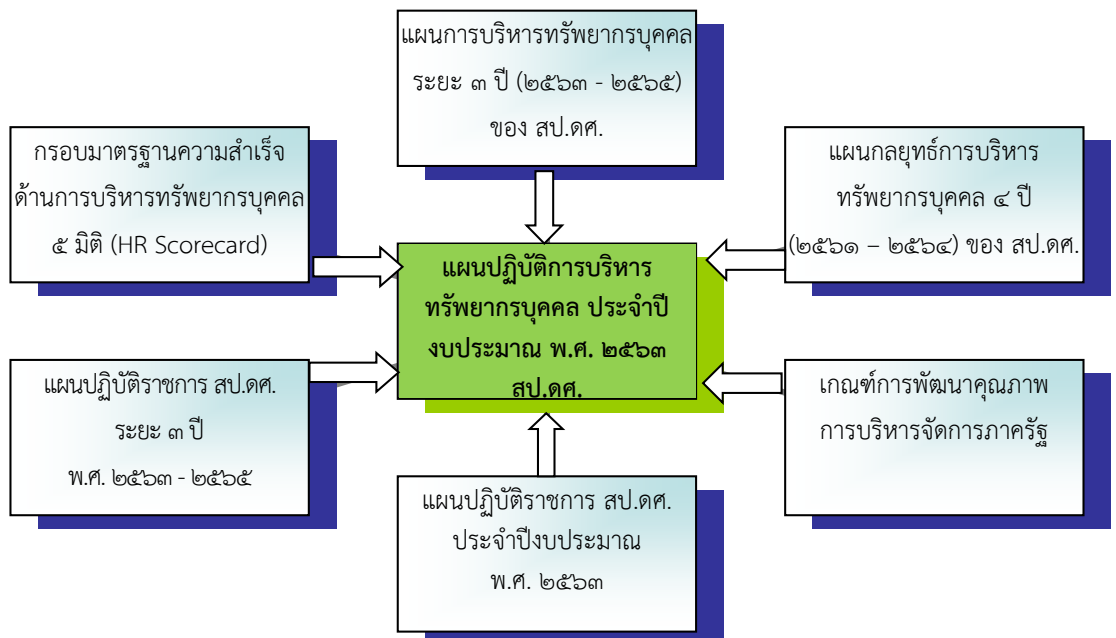 แผนการบริหารทรัพยากรบุคคล
ระยะ ๓ ปี (๒๕๖๓ - ๒๕๖๕)
ของ สป.ดศ.
กรอบมาตรฐานความสำเร็จ
ด้านการบริหารทรัพยากรบุคคล
๕ มิติ (HR Scorecard)
แผนกลยุทธ์การบริหาร
ทรัพยากรบุคคล ๔ ปี
(๒๕๖๑ – ๒๕๖๔) ของ สป.ดศ.
แผนปฏิบัติการบริหาร
ทรัพยากรบุคคล ประจำปี
งบประมาณ พ.ศ. ๒๕๖๓
สป.ดศ.
แผนปฏิบัติราชการ สป.ดศ.
ระยะ ๓ ปี
พ.ศ. ๒๕๖๓ - ๒๕๖๕
เกณฑ์การพัฒนาคุณภาพ
การบริหารจัดการภาครัฐ
แผนปฏิบัติราชการ สป.ดศ.
ประจำปีงบประมาณ
พ.ศ. ๒๕๖๓